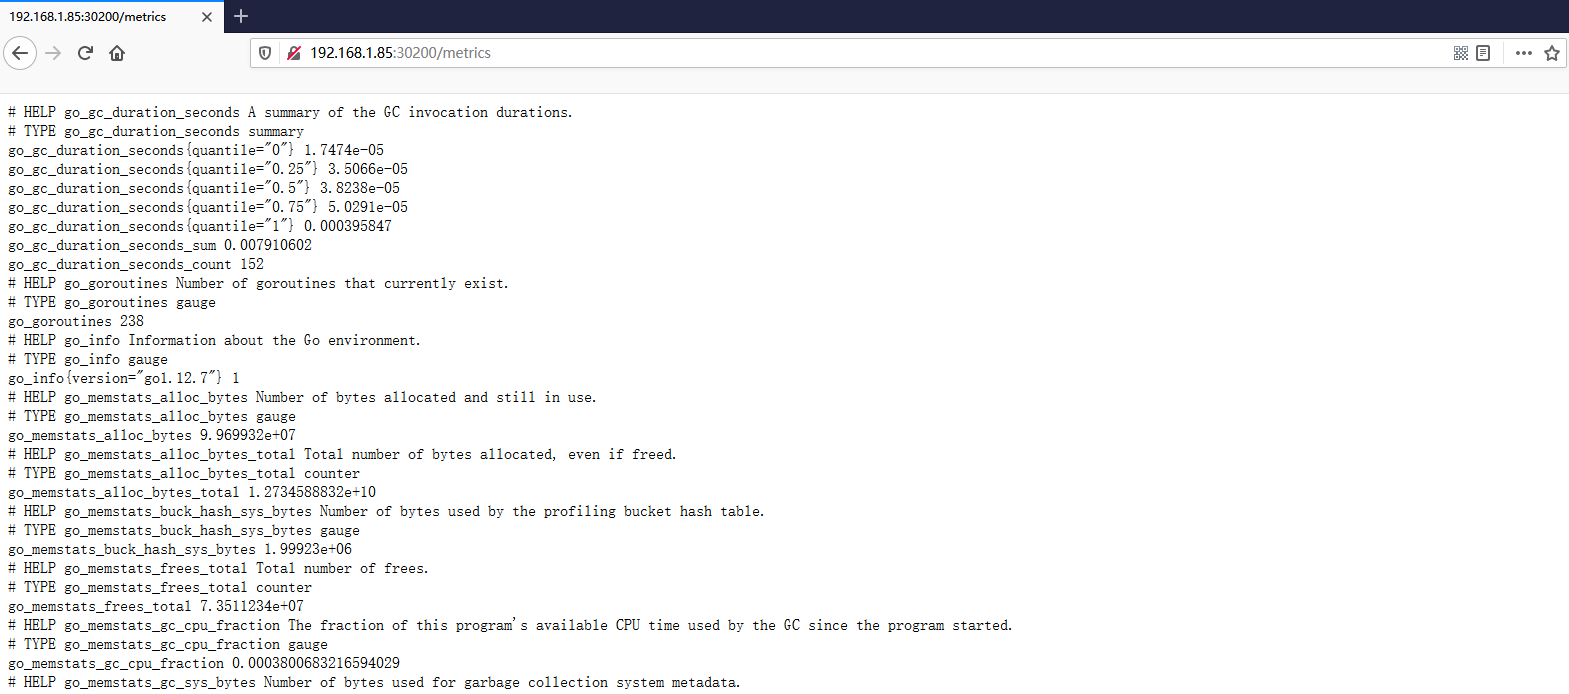 192.168.1.85:30200/metrics
192.168.1.85:30200/metrics
# HELP go_gc_duration_seconds A summary of the GC invocation durations.
# TYPE go_gc_duration_seconds summary
go_gc_duration_seconds{quantile="0"} 1.7474e-05
go_gc_duration_seconds{quantile="0.25"} 3.5066e-05
go_gc_duration_seconds{quantile="0.5"} 3.8238e-05
go_gc_duration_seconds{quantile="0.75"} 5.0291e-05
go_gc_duration_seconds{quantile="1"} 0.000395847
go_gc_duration_seconds_sum 0.007910602
go_gc_duration_seconds_count 152
# HELP go_goroutines Number of goroutines that currently exist.
# TYPE go_goroutines gauge
go_goroutines 238
# HELP go_info Information about the Go environment.
# TYPE go_info gauge
go_info{version="go1.12.7"} 1
# HELP go_memstats_alloc_bytes Number of bytes allocated and still in use.
# TYPE go_memstats_alloc_bytes gauge
go_memstats_alloc_bytes 9.969932e+07
# HELP go_memstats_alloc_bytes_total Total number of bytes allocated, even if freed.
# TYPE go_memstats_alloc_bytes_total counter
go_memstats_alloc_bytes_total 1.2734588832e+10
# HELP go_memstats_buck_hash_sys_bytes Number of bytes used by the profiling bucket hash table.
# TYPE go_memstats_buck_hash_sys_bytes gauge
go_memstats_buck_hash_sys_bytes 1.99923e+06
# HELP go_memstats_frees_total Total number of frees.
# TYPE go_memstats_frees_total counter
go_memstats_frees_total 7.3511234e+07
# HELP go_memstats_gc_cpu_fraction The fraction of this program's available CPU time used by the GC since the program started.
# TYPE go_memstats_gc_cpu_fraction gauge
go_memstats_gc_cpu_fraction 0.0003800683216594029
# HELP go_memstats_gc_sys_bytes Number of bytes used for garbage collection system metadata.